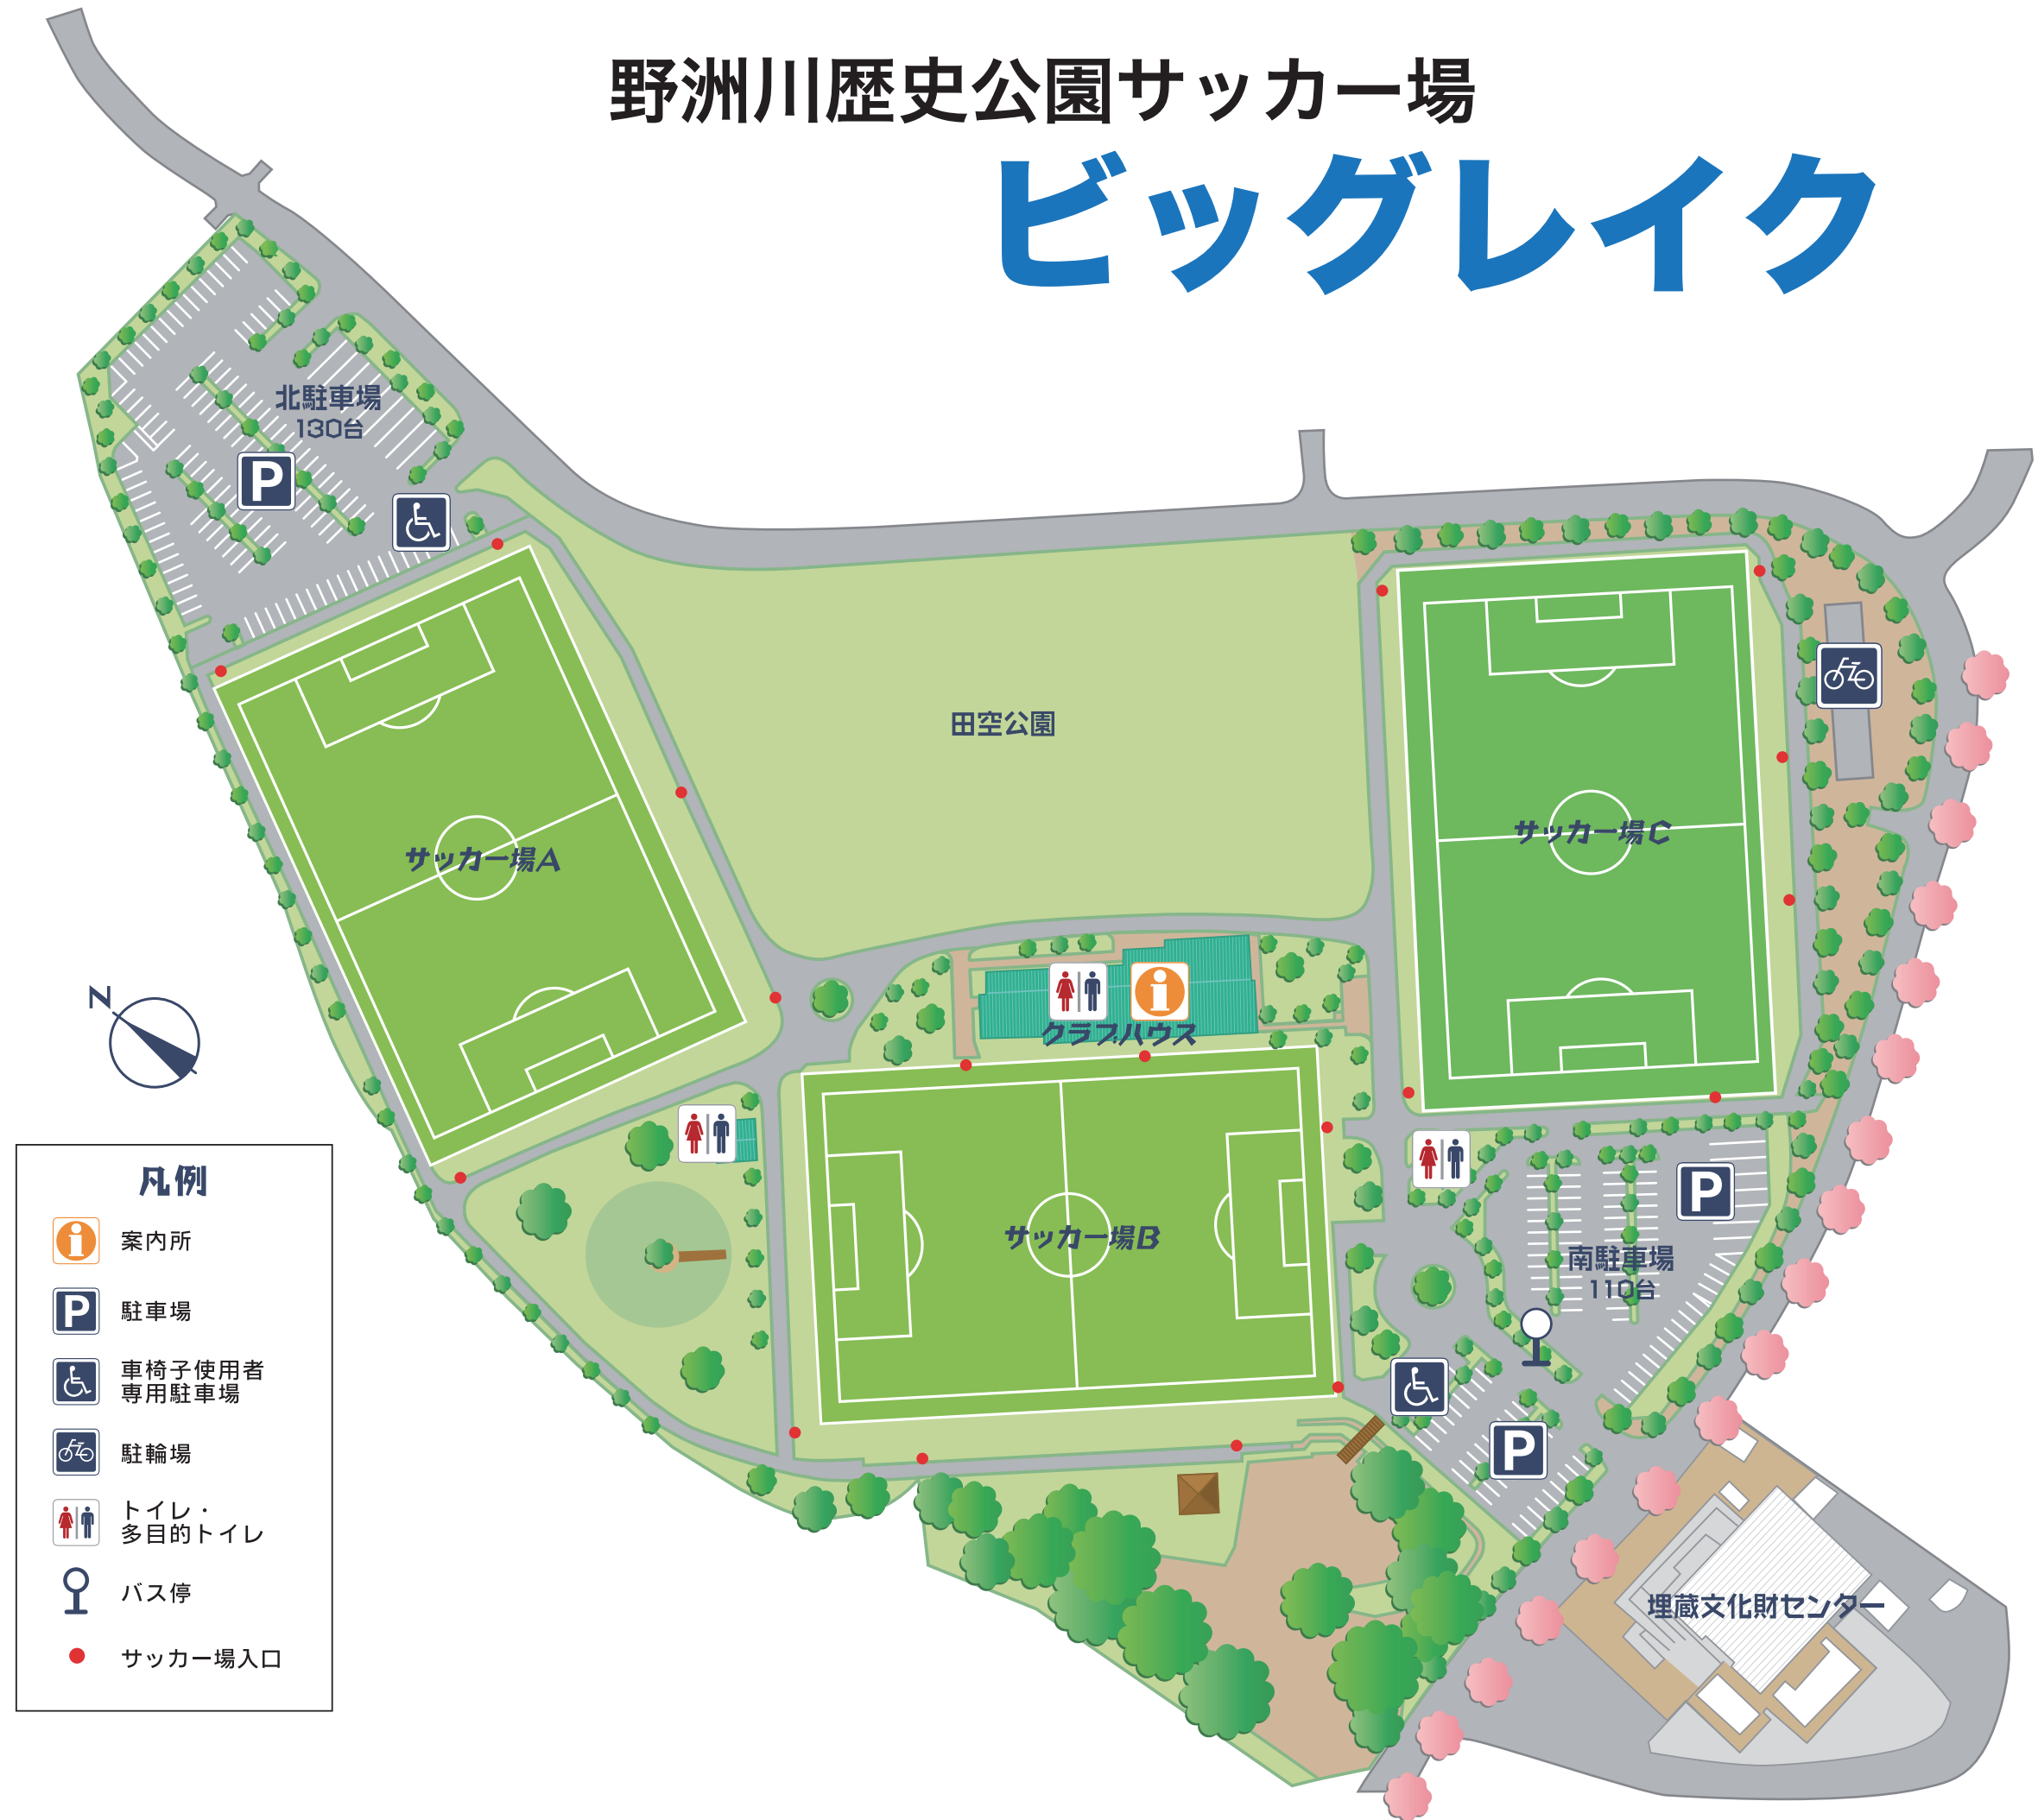 野洲川歴史公園サッカー場
ビッグレイク
北駐車場
130台
P
田空公園
サッカー場A
サッカー場C
クラブハウス
サッカー場B
P
南駐車場
110台
P
埋蔵文化財センター
N
凡例
i
案内所
P
駐車場
車椅子使用者
専用駐車場
駐輪場
トイレ・
多目的トイレ
バス停
サッカー場入口